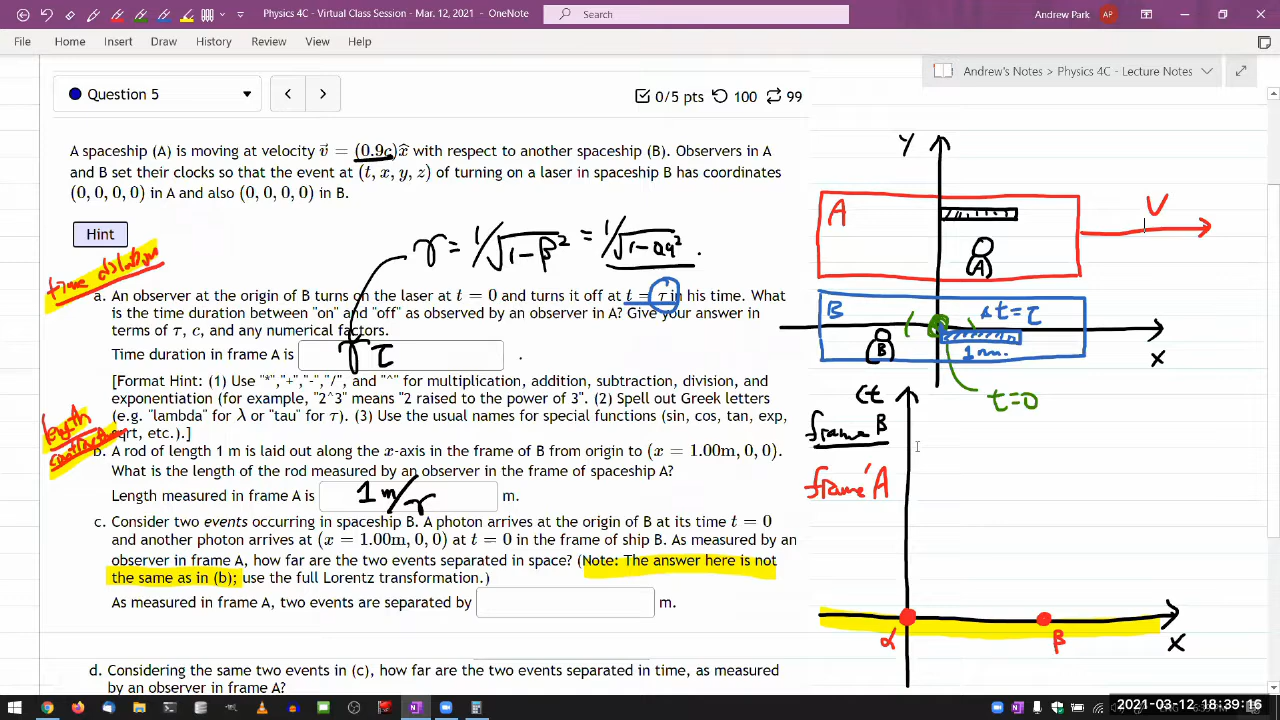 Physics 4C - Virtual Class Session - Mar. 12, 2021 - OneNote
Search
Andrew Park
AP
File
Home
Insert
Draw
History
Review
View
Help
Andrew's Notes > Physics 4C - Lecture Notes
Question 5
0/5 pts
100
99
A spaceship (A) is moving at velocity v⃗ = (0.9c)x̂ with respect to another spaceship (B). Observers in A
and B set their clocks so that the event at (t, x, y, z) of turning on a laser in spaceship B has coordinates
(0, 0, 0, 0) in A and also (0, 0, 0, 0) in B.
Hint
γ = 1/√1-β² = 1/√1-0.9² .
time dilation
a. An observer at the origin of B turns on the laser at t = 0 and turns it off at t = τ in his time. What
is the time duration between "on" and "off" as observed by an observer in A? Give your answer in
terms of τ, c, and any numerical factors.
Time duration in frame A is γτ .
[Format Hint: (1) Use "*","+","-","/", and "^" for multiplication, addition, subtraction, division, and
exponentiation (for example, "2^3" means "2 raised to the power of 3". (2) Spell out Greek letters
(e.g. "lambda" for λ or "tau" for τ). (3) Use the usual names for special functions (sin, cos, tan, exp,
sqrt, etc.).]
length
b. A rod of length 1 m is laid out along the x-axis in the frame of B from origin to (x = 1.00m, 0, 0).
What is the length of the rod measured by an observer in the frame of spaceship A?
Length measured in frame A is 1m/γ m.
c. Consider two events occurring in spaceship B. A photon arrives at the origin of B at its time t = 0
and another photon arrives at (x = 1.00m, 0, 0) at t = 0 in the frame of ship B. As measured by an
observer in frame A, how far are the two events separated in space? (Note: The answer here is not
the same as in (b); use the full Lorentz transformation.)
As measured in frame A, two events are separated by m.
d. Considering the same two events in (c), how far are the two events separated in time, as measured
by an observer in frame A?
y
A
V
A
B
Δt = τ
B
1m
x
t=0
ct
frame B
frame A
α
β
x
2021-03-12 18:39:16